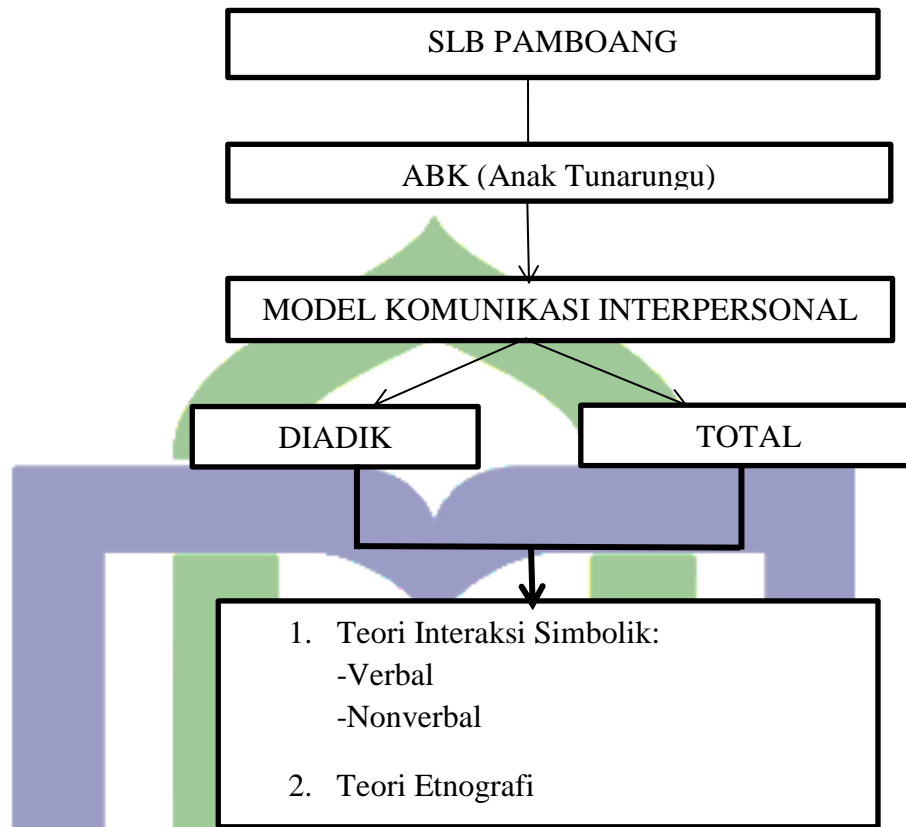 SLB PAMBOANG
ABK (Anak Tunarungu)
MODEL KOMUNIKASI INTERPERSONAL
DIADIK
TOTAL
1. Teori Interaksi Simbolik:
-Verbal
-Nonverbal
2. Teori Etnografi